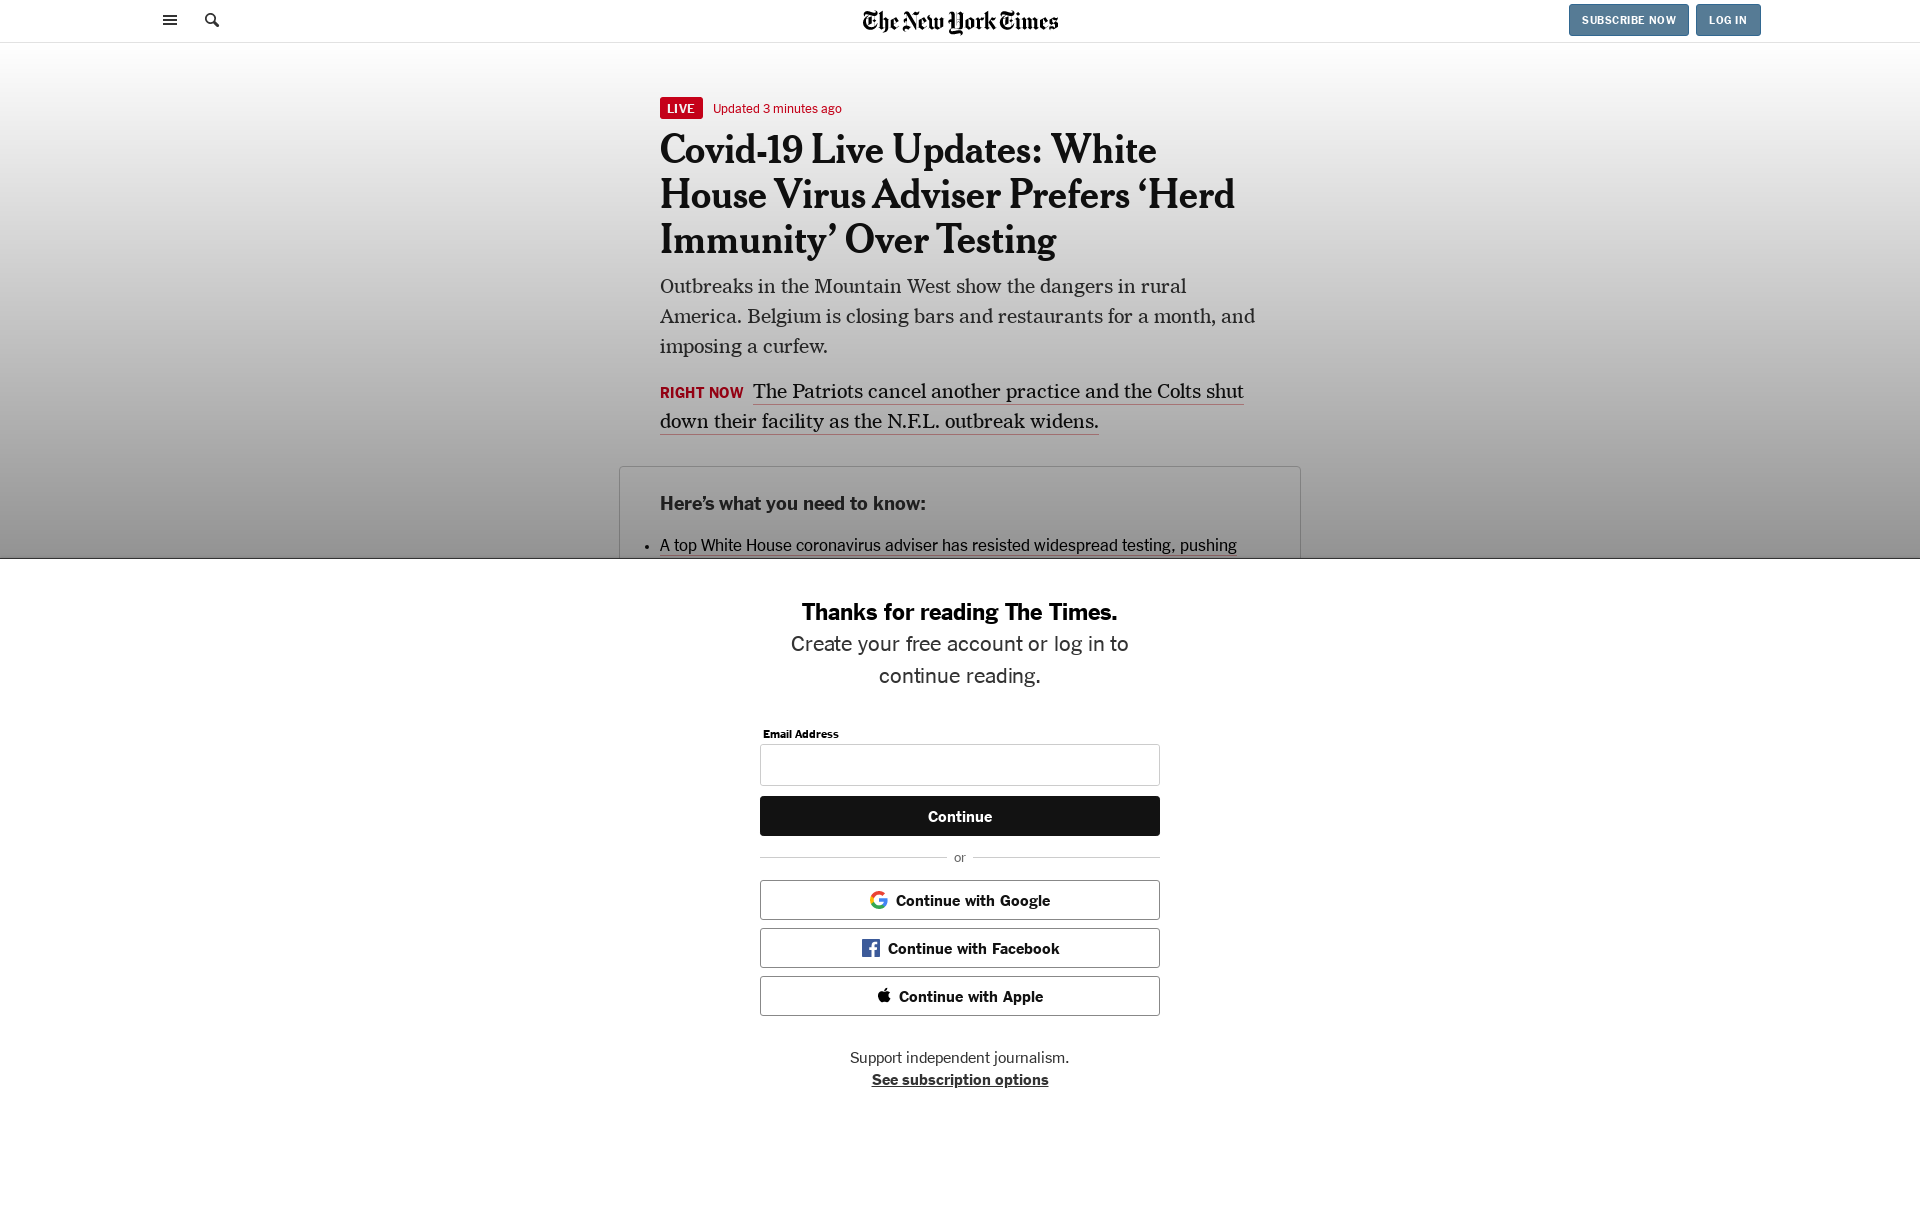 The New York Times
SUBSCRIBE NOW
LOG IN
LIVE Updated 3 minutes ago
Covid-19 Live Updates: White
House Virus Adviser Prefers ‘Herd
Immunity’ Over Testing
Outbreaks in the Mountain West show the dangers in rural
America. Belgium is closing bars and restaurants for a month, and
imposing a curfew.
RIGHT NOW The Patriots cancel another practice and the Colts shut
down their facility as the N.F.L. outbreak widens.
Here’s what you need to know:
• A top White House coronavirus adviser has resisted widespread testing, pushing
Thanks for reading The Times.
Create your free account or log in to
continue reading.
Email Address
Continue
or
Continue with Google
Continue with Facebook
Continue with Apple
Support independent journalism.
See subscription options